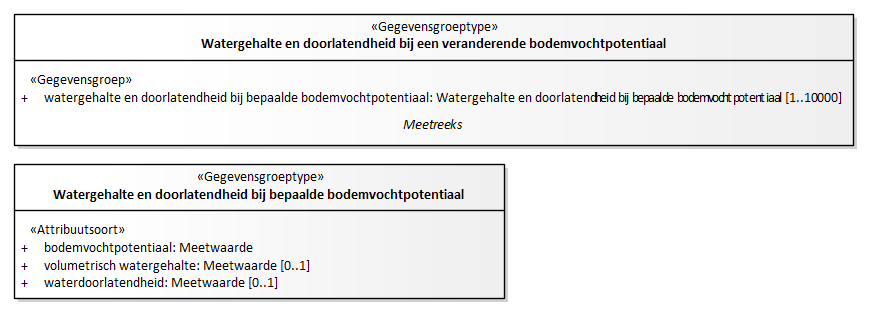 «Gegevensgroeptype»
Watergehalte en doorlatendheid bij een veranderende bodemvochtpotentiaal
«Gegevensgroep»
+ watergehalte en doorlatendheid bij bepaalde bodemvochtpotentiaal: Watergehalte en doorlatendheid bij bepaalde bodemvochtpotentiaal [1..10000]
Meetreeks
«Gegevensgroeptype»
Watergehalte en doorlatendheid bij bepaalde bodemvochtpotentiaal
«Attribuutsoort»
+ bodemvochtpotentiaal: Meetwaarde
+ volumetrisch watergehalte: Meetwaarde [0..1]
+ waterdoorlatendheid: Meetwaarde [0..1]